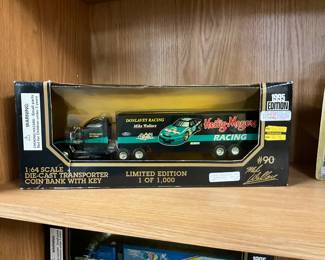 WARNING:
1995
EDITION
DONLAVEY RACING
Mike Wallace
Heilig-Meyers
RACING
#90
1:64 SCALE
DIE-CAST TRANSPORTER
COIN BANK WITH KEY
LIMITED EDITION
1 OF 1,000
1995